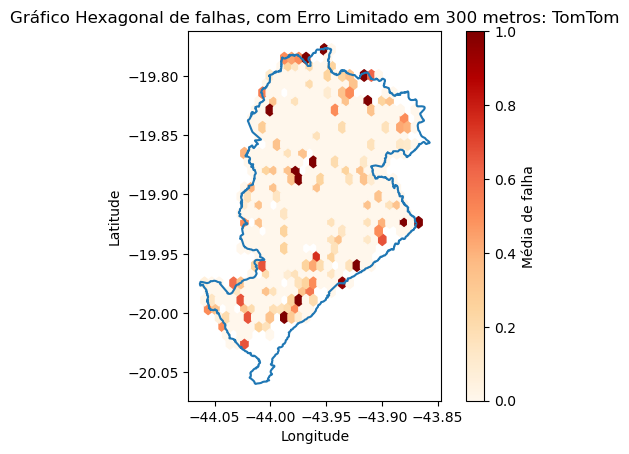 Gráfico Hexagonal de falhas, com Erro Limitado em 300 metros: TomTom
1.0
−19.80
0.8
−19.85
0.6
−19.90
Latitude
Média de falha
0.4
−19.95
−20.00
0.2
−20.05
0.0
−44.05 −44.00 −43.95 −43.90 −43.85
Longitude